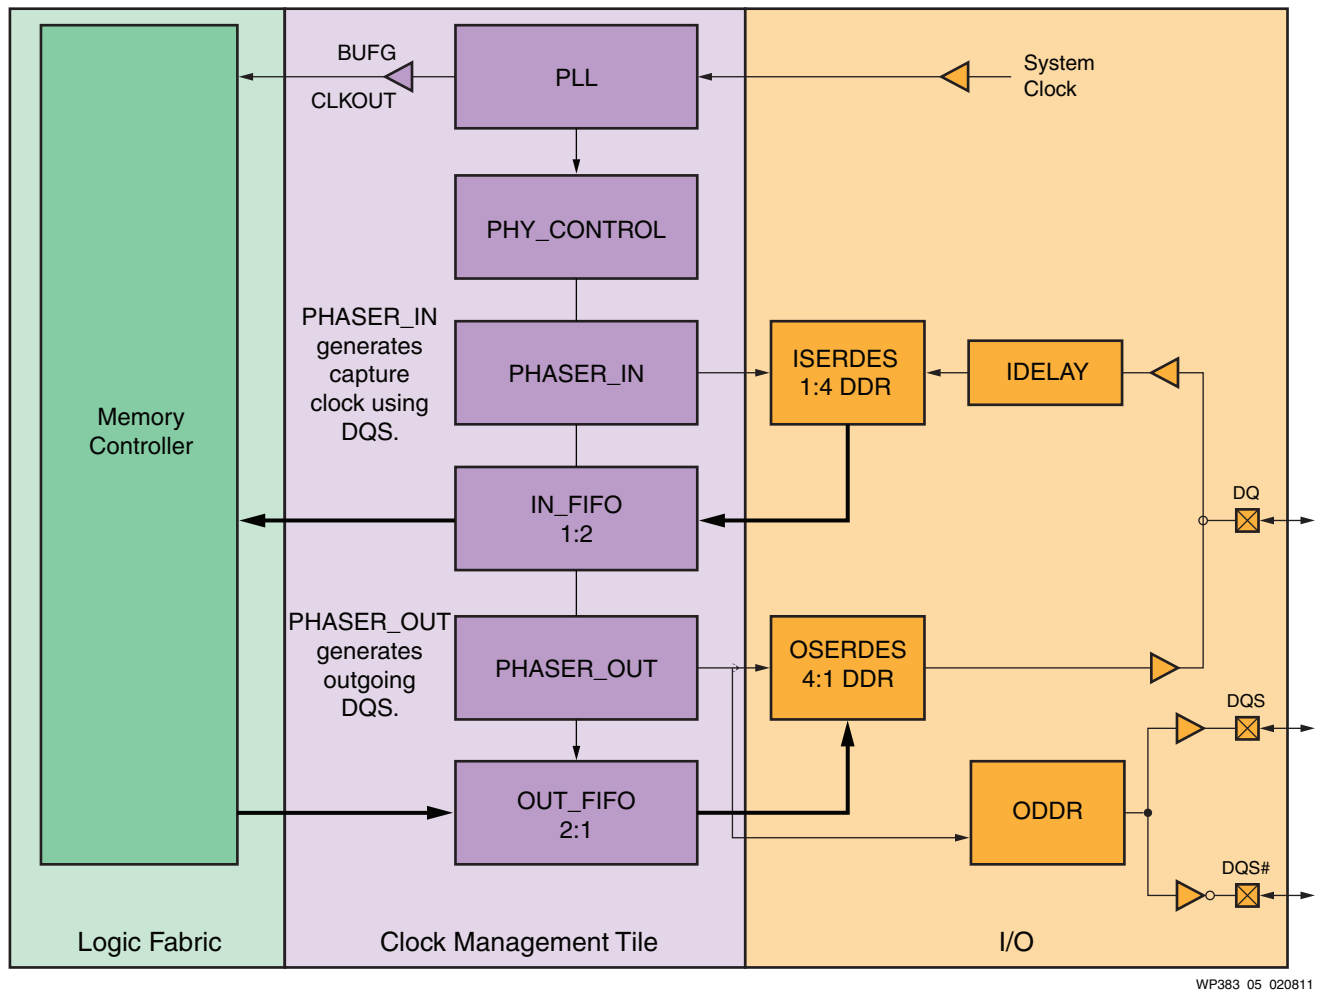 BUFG
CLKOUT
PLL
System
Clock
PHY_CONTROL
PHASER_IN
generates
capture
clock using
DQS.
PHASER_IN
ISERDES
1:4 DDR
IDELAY
Memory
Controller
IN_FIFO
1:2
DQ
PHASER_OUT
generates
outgoing
DQS.
PHASER_OUT
OSERDES
4:1 DDR
DQS
OUT_FIFO
2:1
ODDR
DQS#
Logic Fabric
Clock Management Tile
I/O
WP383_05_020811